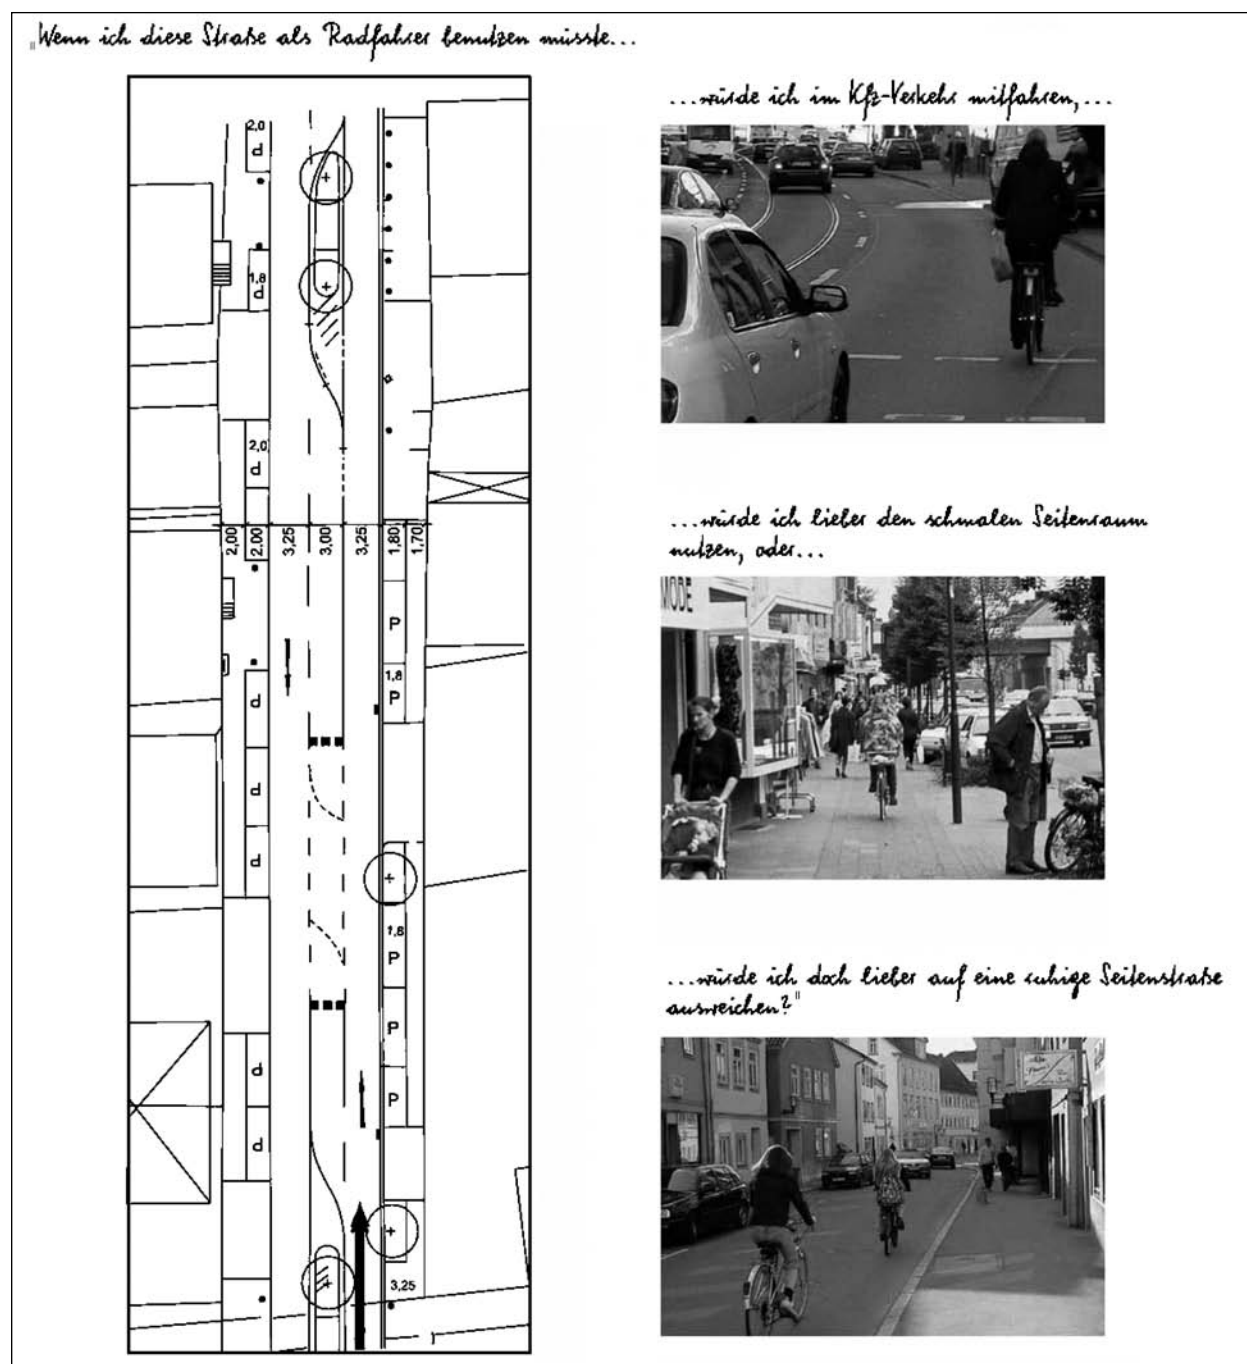 "Wenn ich diese Straße als Radfahrer benutzen müsste...
...würde ich im Kfz-Verkehr mitfahren,...
...würde ich lieber den schmalen Seitenraum
nutzen, oder...
...würde ich doch lieber auf eine ruhige Seitenstraße
ausweichen?"
2,0
d
1,8
d
2,0
d
2,00
2.00
3,25
3,00
3,25
1,80
1,70
P
1,8
P
d
d
d
1,8
P
P
P
d
d
3,25
MODE